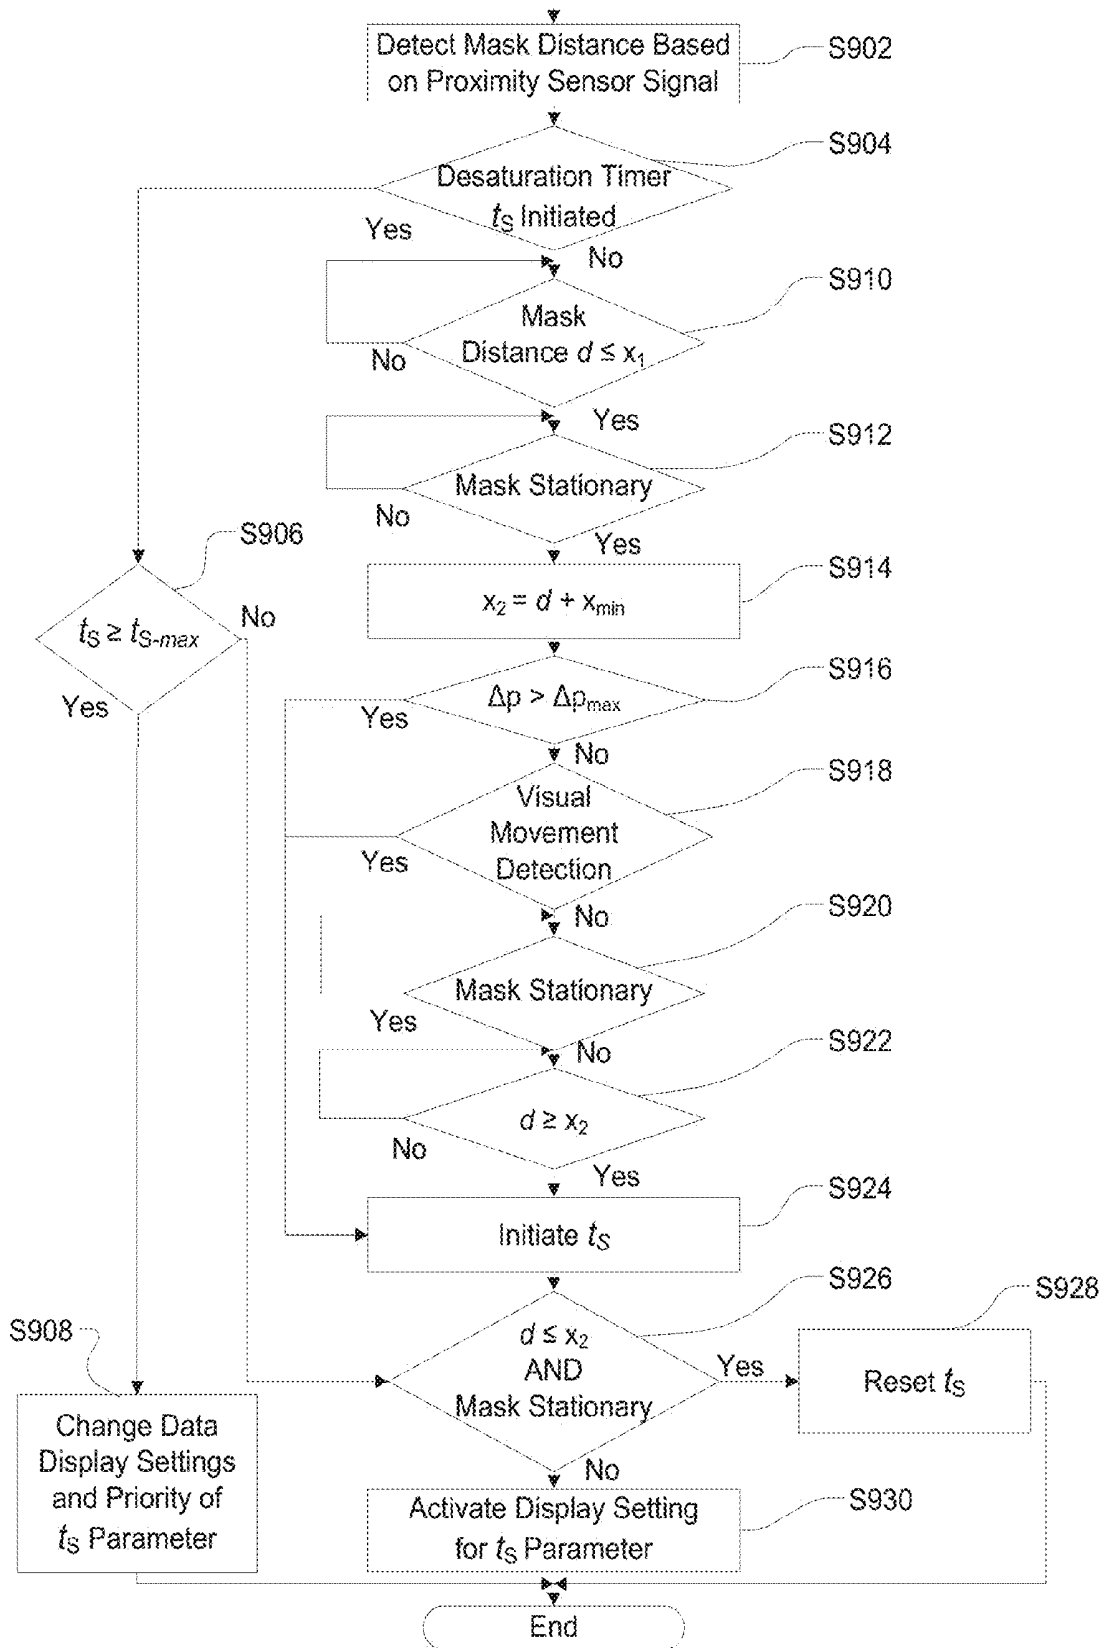 Detect Mask Distance Based
on Proximity Sensor Signal
S902
S904
Desaturation Timer
tS Initiated
Yes
No
S910
Mask
Distance d ≤ x1
No
Yes
S912
Mask Stationary
No
Yes
S906
tS ≥ tS-max
No
Yes
S914
x2 = d + xmin
S916
Δp > Δpmax
Yes
No
S918
Visual
Movement
Detection
Yes
No
S920
Mask Stationary
Yes
No
S922
d ≥ x2
No
Yes
S924
Initiate tS
S926
d ≤ x2
AND
Mask Stationary
Yes
No
S928
Reset tS
S908
Change Data
Display Settings
and Priority of
tS Parameter
S930
Activate Display Setting
for tS Parameter
End